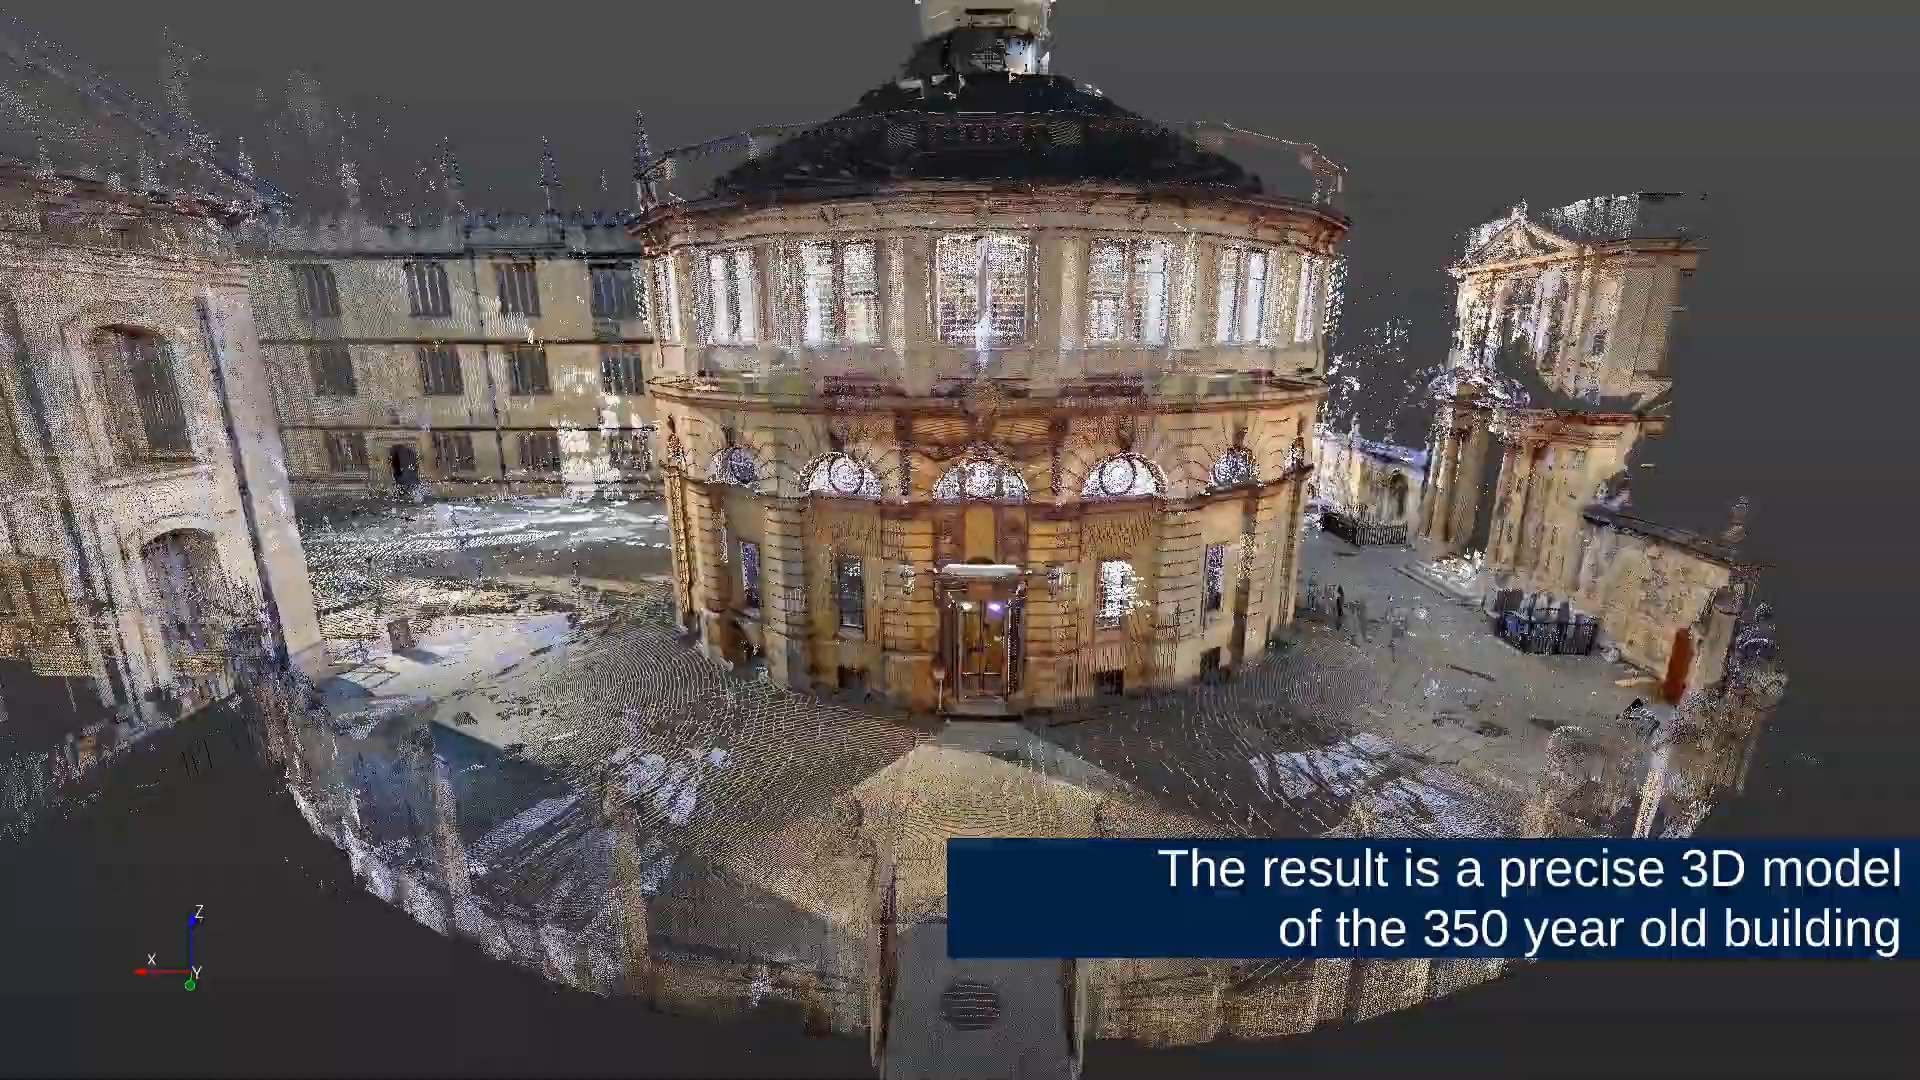 The result is a precise 3D model
of the 350 year old building
Z
X
Y